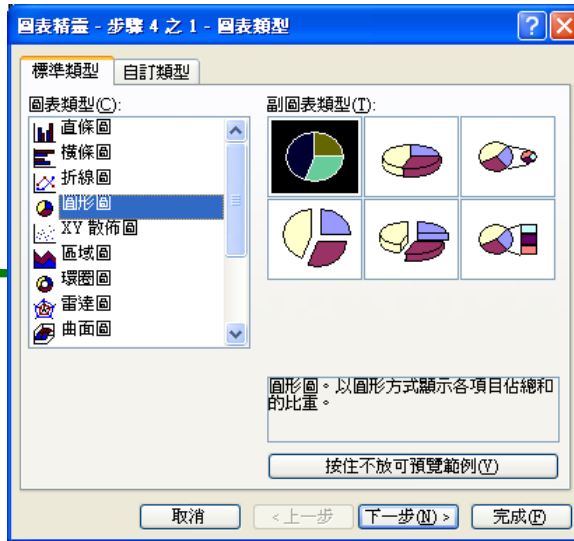 圖表精靈 - 步驟 4 之 1 - 圖表類型
標準類型 自訂類型
圖表類型(C):
直條圖
橫條圖
折線圖
圓形圖
XY 散佈圖
區域圖
環圈圖
雷達圖
曲面圖
副圖表類型(T):
圓形圖。以圓形方式顯示各項目佔總和
的比重。
按住不放可預覽範例(V)
取消 <上一步 下一步(N) > 完成(F)